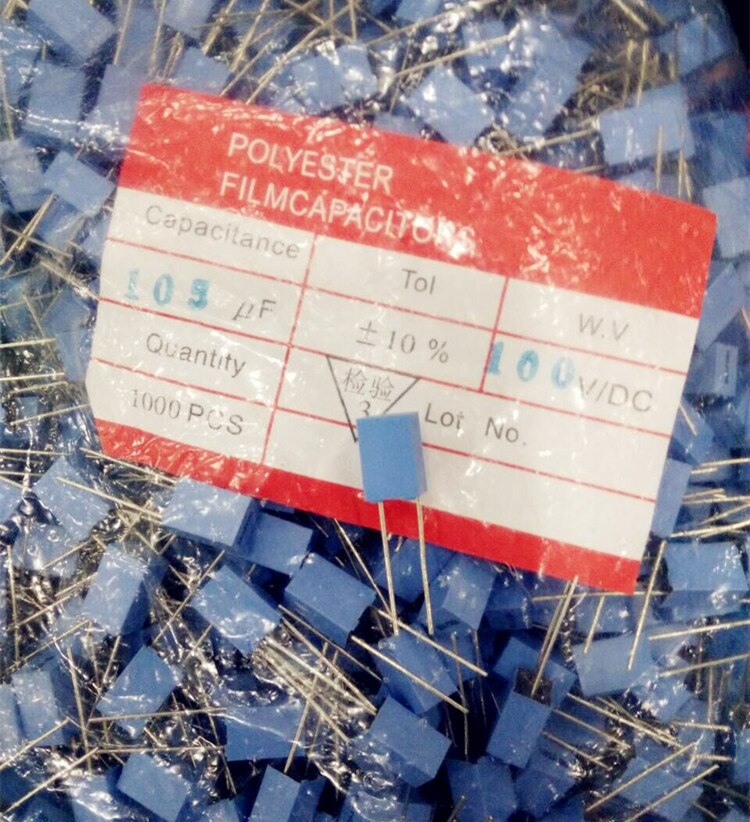 POLYESTER
FILMCAPACITORS
Capacitance
Tol
W.V
105 μF
±10 %
100 V/DC
Quantity
检验
3
Lot No.
1000 PCS